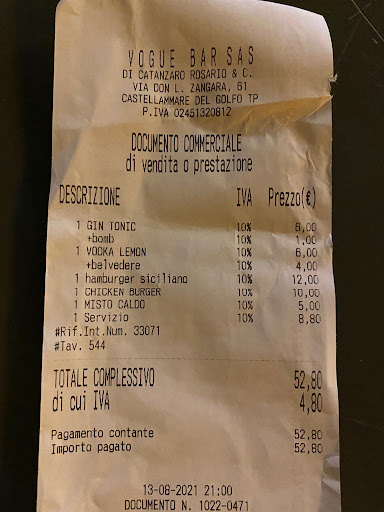 VOGUE BAR SAS
DI CATANZARO ROSARIO & C.
VIA DON L. ZANGARA, 61
CASTELLAMMARE DEL GOLFO TP
P.IVA 02451320812
DOCUMENTO COMMERCIALE
di vendita o prestazione
DESCRIZIONE IVA Prezzo(€)
1 GIN TONIC 10% 6,00
+bomb 10% 1,00
1 VODKA LEMON 10% 6,00
+belvedere 10% 4,00
1 hamburger siciliano 10% 12,00
1 CHICKEN BURGER 10% 10,00
1 MISTO CALDO 10% 5,00
1 Servizio 10% 8,80
#Rif.Int.Num. 33071
#Tav. 544
TOTALE COMPLESSIVO 52,80
di cui IVA 4,80
Pagamento contante 52,80
Importo pagato 52,80
13-08-2021 21:00
DOCUMENTO N. 1022-0471